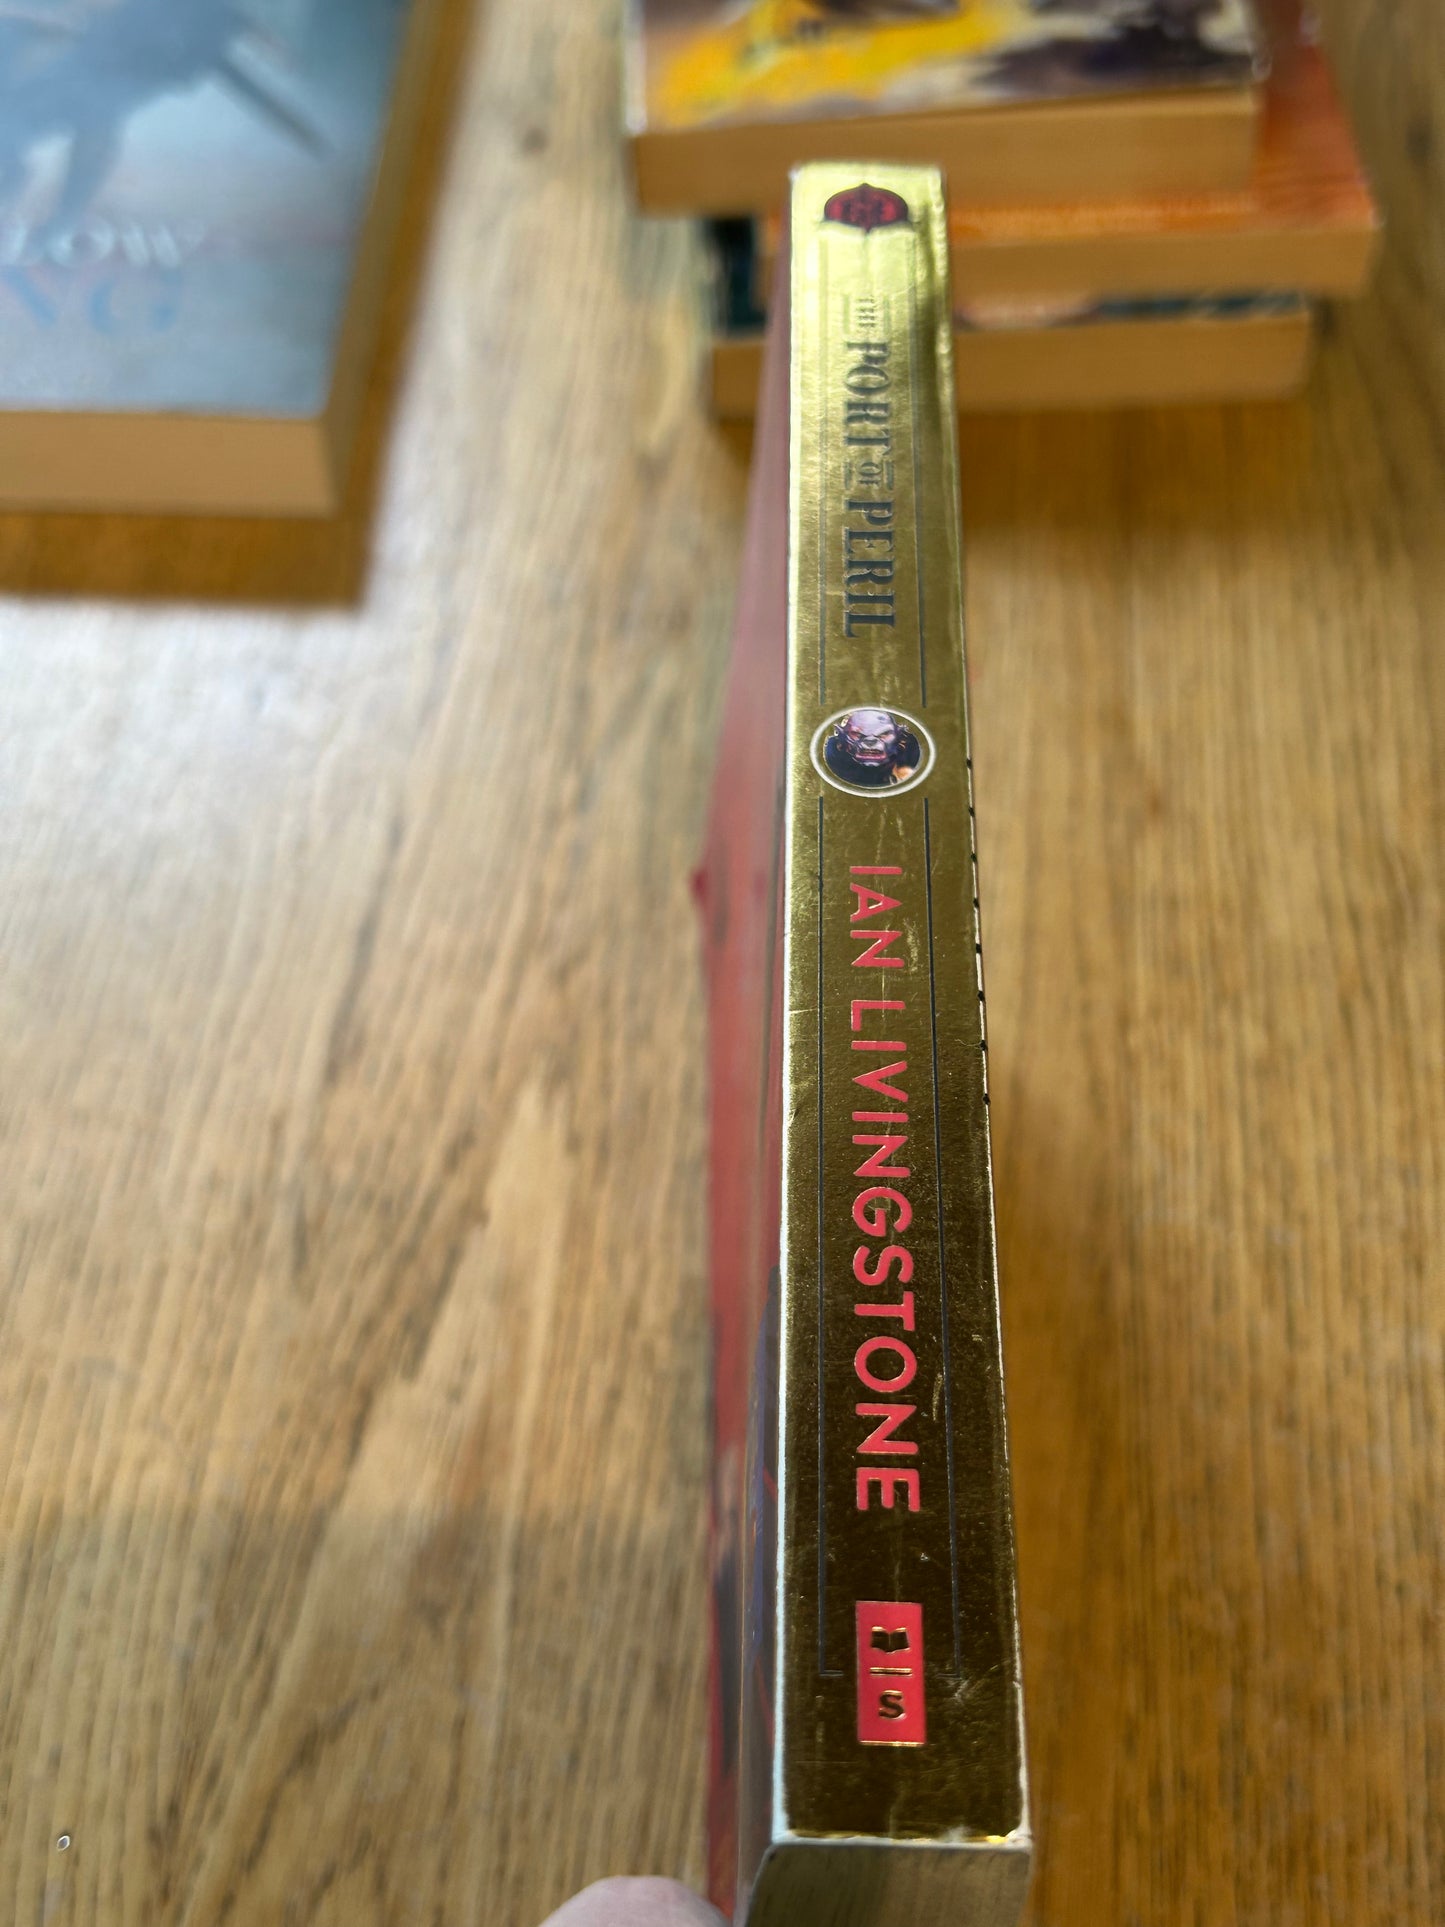 THE PORT OF PERIL
IAN LIVINGSTONE
S